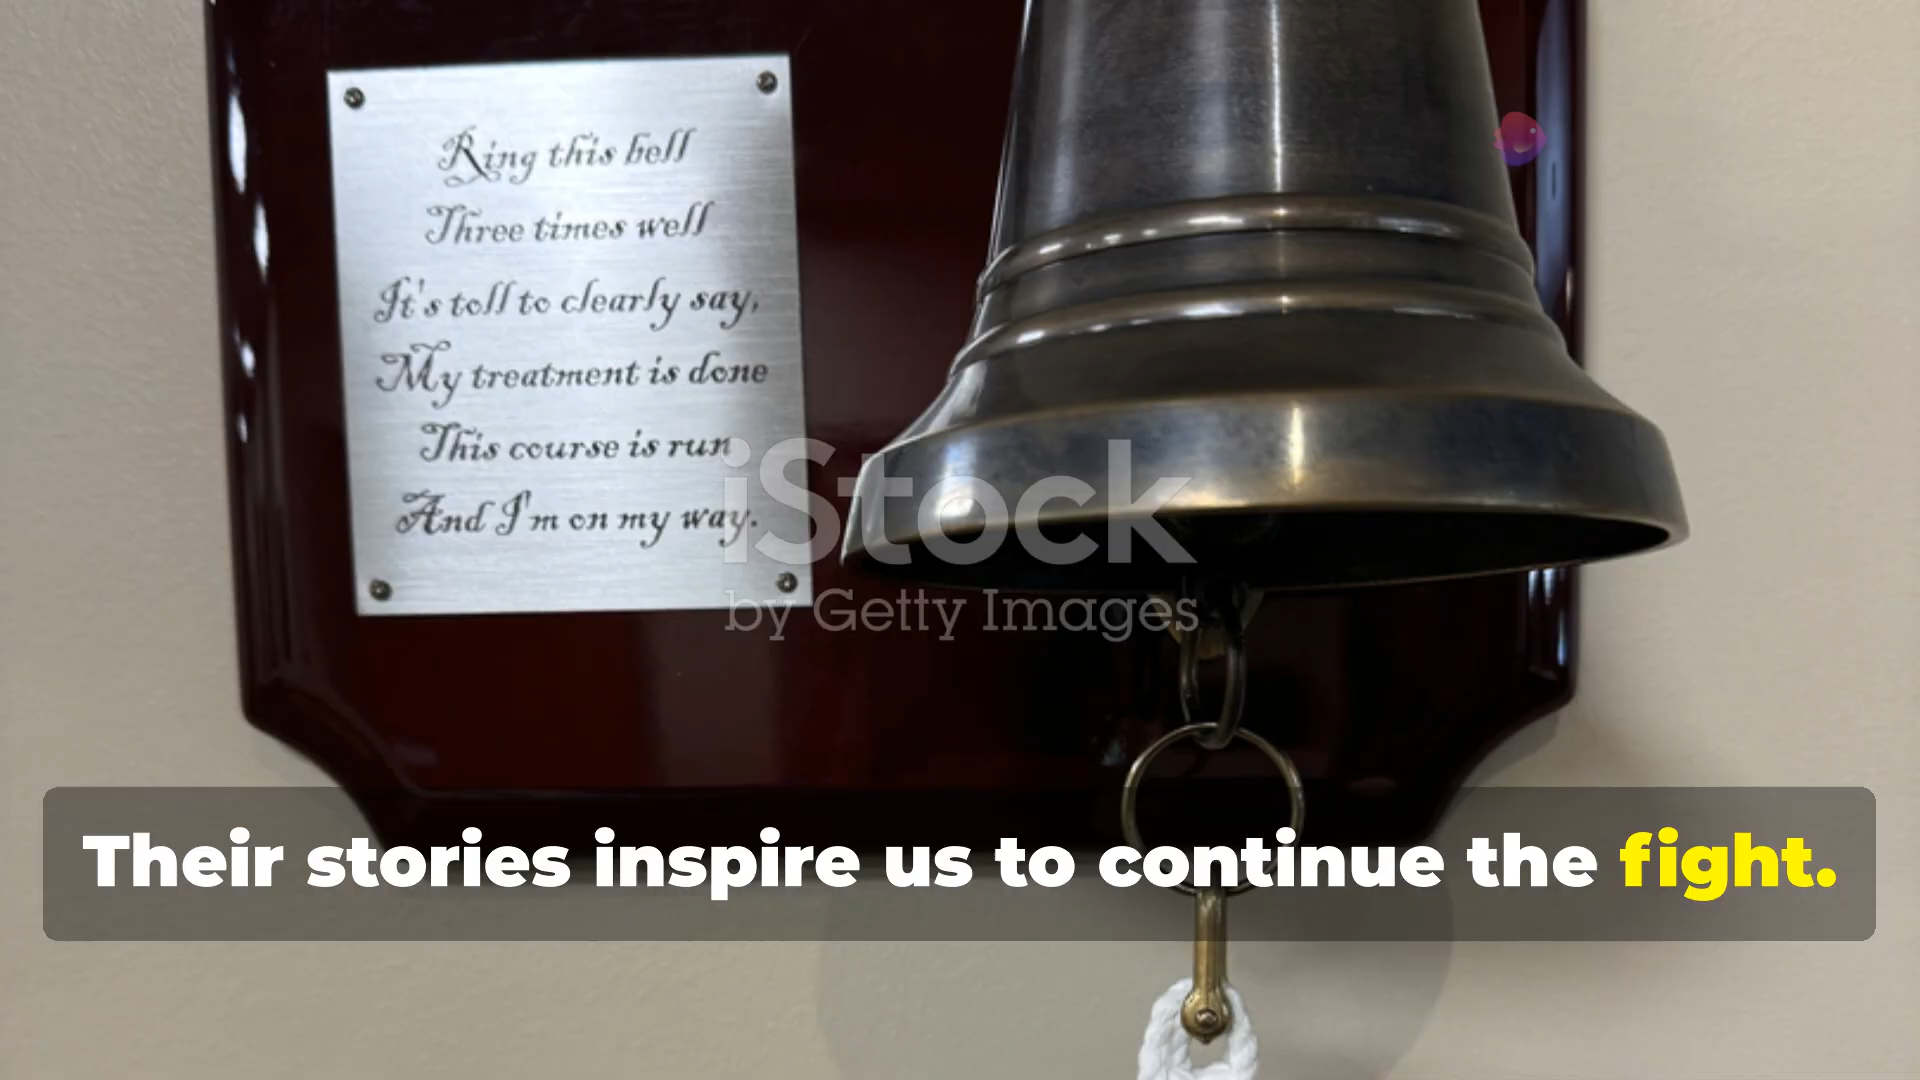 Ring this bell
Three times well
It's toll to clearly say,
My treatment is done
This course is run
And I'm on my way.
iStock
by Getty Images
Their stories inspire us to continue the fight.